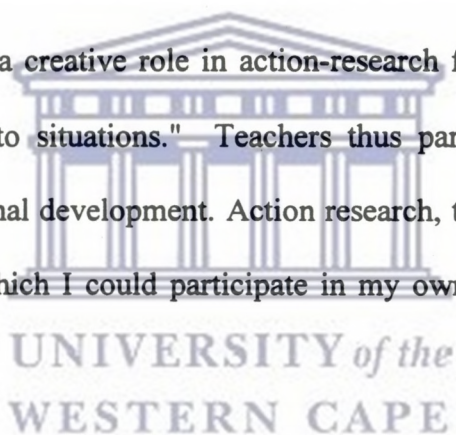 a creative role in action-research f
to situations." Teachers thus par
nal development. Action research, t
hich I could participate in my own
UNIVERSITY of the
WESTERN CAPE